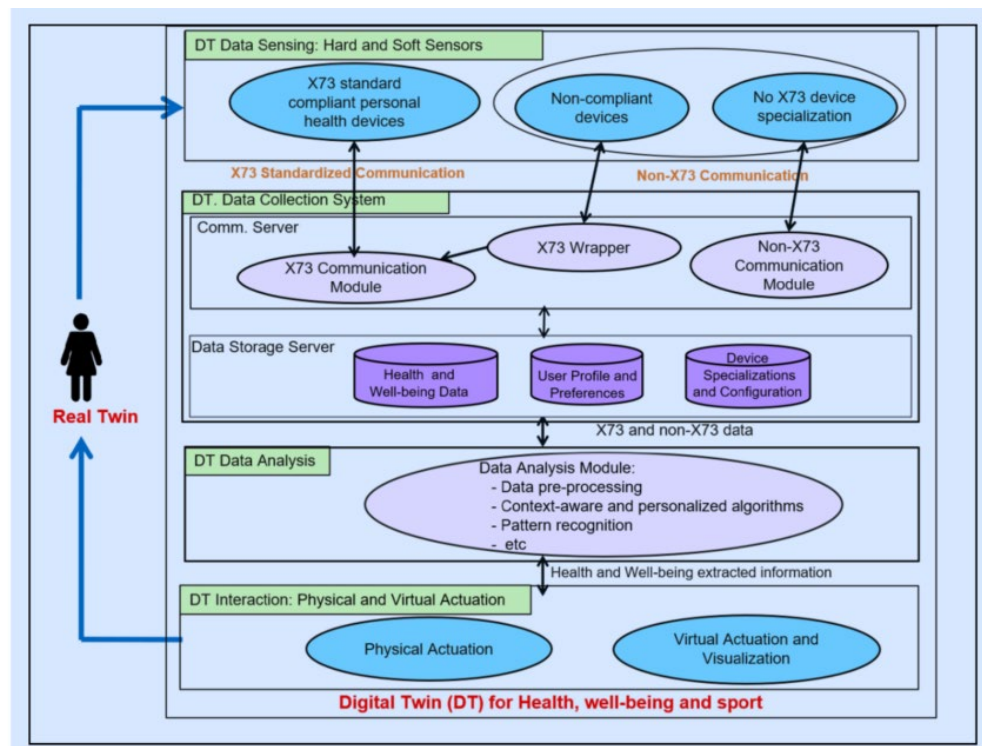 DT Data Sensing: Hard and Soft Sensors
X73 standard
compliant personal
health devices
Non-compliant
devices
No X73 device
specialization
X73 Standardized Communication
Non-X73 Communication
DT. Data Collection System
Comm. Server
X73 Communication
Module
X73 Wrapper
Non-X73
Communication
Module
Data Storage Server
Health and
Well-being Data
User Profile and
Preferences
Device
Specializations
and Configuration
Real Twin
X73 and non-X73 data
DT Data Analysis
Data Analysis Module:
- Data pre-processing
- Context-aware and personalized algorithms
- Pattern recognition
- etc
Health and Well-being extracted information
DT Interaction: Physical and Virtual Actuation
Physical Actuation
Virtual Actuation and
Visualization
Digital Twin (DT) for Health, well-being and sport